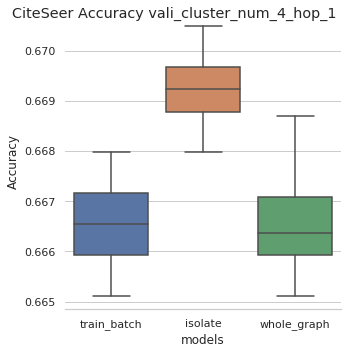 CiteSeer Accuracy vali_cluster_num_4_hop_1
0.670
0.669
0.668
0.667
0.666
0.665
Accuracy
train_batch
isolate
whole_graph
models